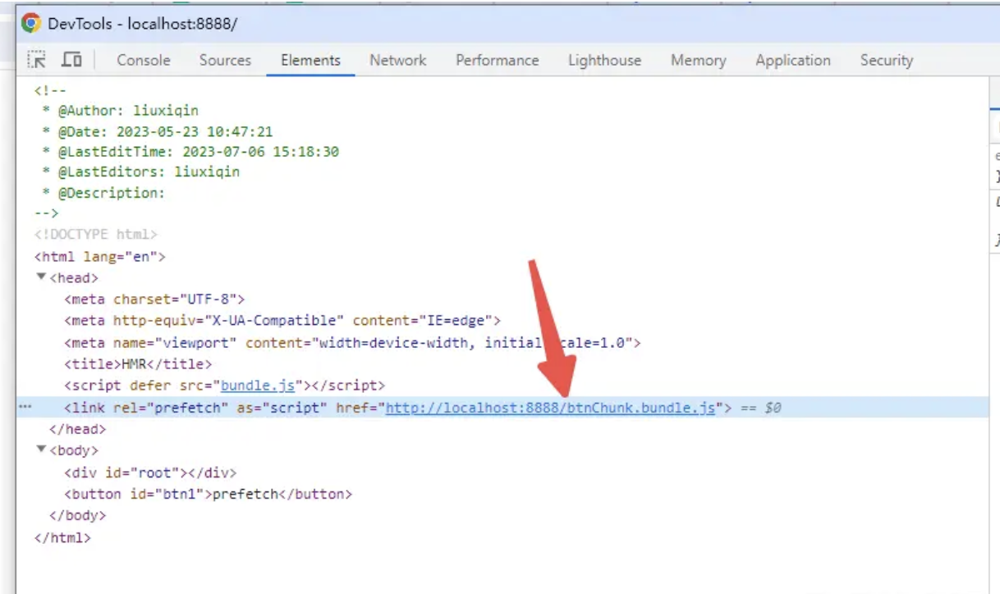 DevTools - localhost:8888/
Console Sources Elements Network Performance Lighthouse Memory Application Security
<!--
* @Author: liuxiqin
* @Date: 2023-05-23 10:47:21
* @LastEditTime: 2023-07-06 15:18:30
* @LastEditors: liuxiqin
* @Description:
-->
<!DOCTYPE html>
<html lang="en">
▼<head>
<meta charset="UTF-8">
<meta http-equiv="X-UA-Compatible" content="IE=edge">
<meta name="viewport" content="width=device-width, initial cale=1.0">
<title>HMR</title>
<script defer src="bundle.js"></script>
··· <link rel="prefetch" as="script" href="http://localhost:8888/btnChunk.bundle.js"> == $0
</head>
▼<body>
<div id="root"></div>
<button id="btn1">prefetch</button>
</body>
</html>